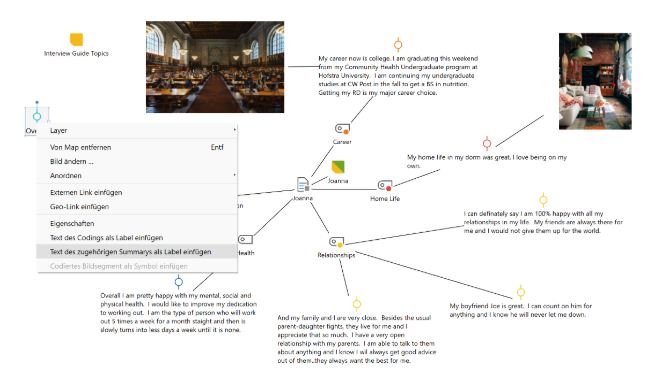 Interview Guide Topics
My career now is college. I am graduating this weekend
from my Community Health Undergraduate program at
Hofstra University. I am continuing my undergraduate
studies at CW Post in the fall to get a BS in nutrition.
Getting my RD is my major career choice.
Layer
Von Map entfernen Entf
Bild ändern ...
Anordnen
Externen Link einfügen
Geo-Link einfügen
Eigenschaften
Text des Codings als Label einfügen
Text des zugehörigen Summarys als Label einfügen
Codiertes Bildsegment als Symbol einfügen
Career
My home life in my dorm was great, I love being on my
own.
Joanna
Joanna
Home Life
I can definately say I am 100% happy with all my
relationships in my life. My friends are always there for
me and I would not give them up for the world.
Relationships
Overall I am pretty happy with my mental, social and
physical health. I would like to improve my dedication
to working out. I am the type of person who will work
out 5 times a week for a month staight and then is
slowly turns into less days a week until it is none.
My boyfriend Joe is great. I can count on him for
anything and I know he will never let me down.
And my family and I are very close. Besides the usual
parent-daughter fights, they live for me and I
appreciate that so much. I have a very open
relationship with my parents. I am able to talk to them
about anything and I know I wil always get good advice
out of them..they always want the best for me.